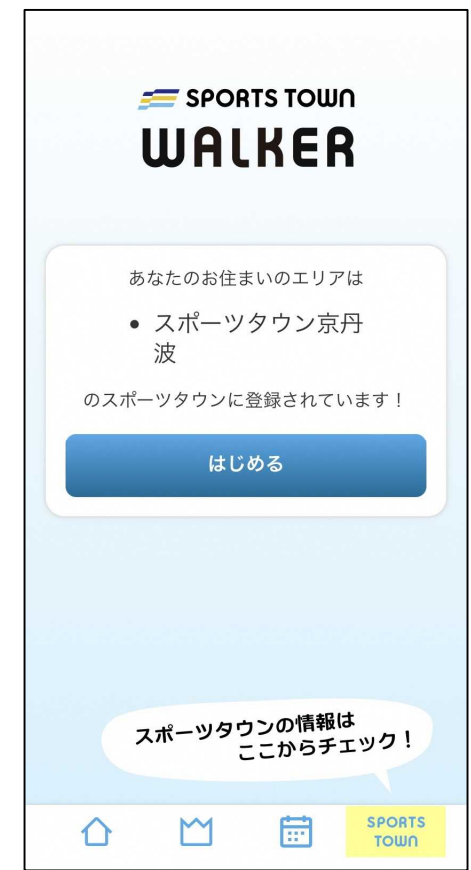 SPORTS TOWN
WALKER
あなたのお住まいのエリアは
• スポーツタウン京丹
波
のスポーツタウンに登録されています！
はじめる
スポーツタウンの情報は
ここからチェック！
SPORTS
TOWN